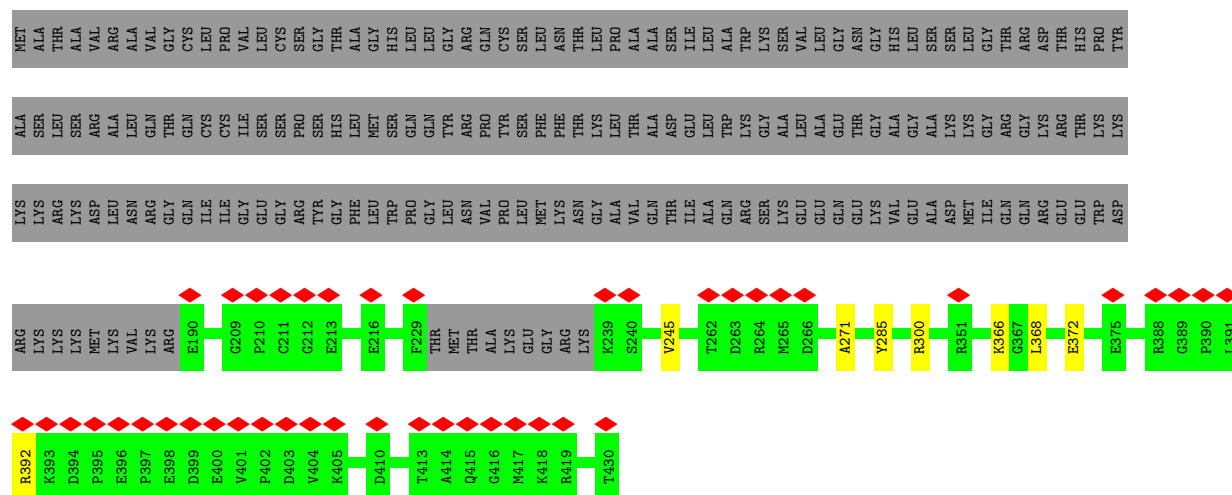 MET ALA THR ALA VAL ARG ALA VAL GLY CYS LEU PRO VAL LEU CYS SER GLY THR ALA GLY HIS LEU LEU GLY ARG GLN CYS SER LEU ASN THR LEU PRO ALA ALA SER ILE LEU ALA TRP LYS SER VAL LEU GLY ASN GLY HIS LEU SER SER LEU GLY THR ARG ASP THR HIS PRO TYR
ALA SER LEU SER ARG ALA LEU GLN THR GLN CYS CYS ILE SER SER PRO SER HIS LEU MET SER GLN GLN TYR ARG PRO TYR SER PHE PHE THR LYS LEU THR ALA ASP GLU LEU TRP LYS GLY ALA LEU ALA GLU THR GLY ALA GLY ALA LYS LYS GLY ARG GLY LYS ARG THR LYS LYS
LYS LYS ARG LYS ASP LEU ASN ARG GLY GLN ILE ILE GLY GLU GLY ARG TYR GLY PHE LEU TRP PRO GLY LEU ASN VAL PRO LEU MET LYS ASN GLY ALA VAL GLN THR ILE ALA GLN ARG SER LYS GLU GLU GLN GLU LYS VAL GLU ALA ASP MET ILE GLN GLN ARG GLU GLU TRP ASP
ARG LYS LYS LYS MET LYS VAL LYS ARG E190 G209 P210 C211 G212 E213 E216 F229 THR MET THR ALA LYS GLU GLY ARG LYS K239 S240 V245 T262 D263 R264 M265 D266 A271 Y285 R300 R351 K366 G367 L368 E372 E375 R388 G389 P390 L391
R392 K393 D394 P395 E396 P397 E398 D399 E400 V401 P402 D403 V404 K405 D410 T413 A414 Q415 G416 M417 K418 R419 T430